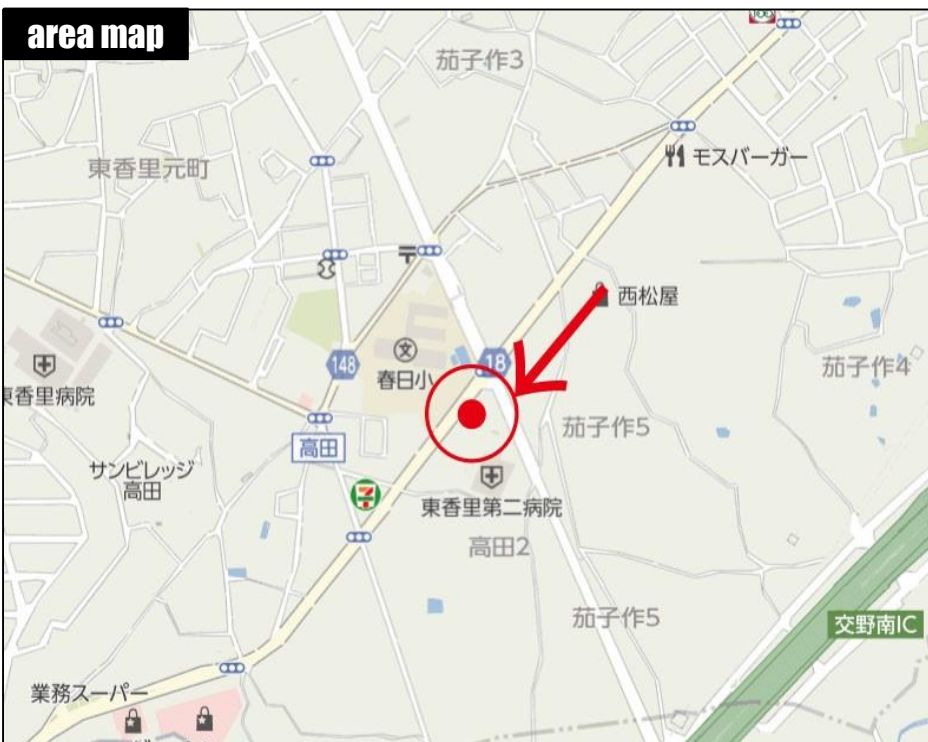 area map
茄子作3
東香里元町
モスバーガー
西松屋
茄子作4
148
文
春日小
18
東香里病院
高田
茄子作5
サンビレッジ
高田
7
東香里第二病院
高田2
茄子作5
交野南IC
業務スーパー